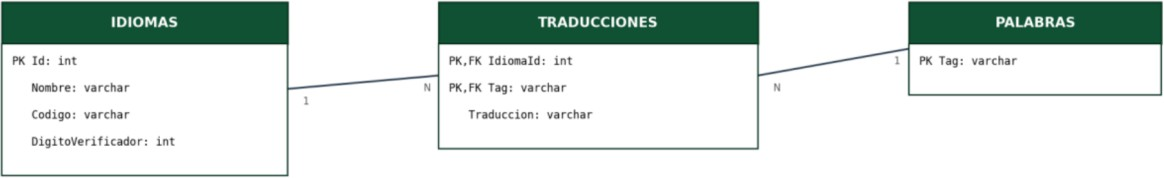 IDIOMAS
PK Id: int
Nombre: varchar
Codigo: varchar
DigitoVerificador: int
1
N
TRADUCCIONES
PK,FK IdiomaId: int
PK,FK Tag: varchar
Traduccion: varchar
N
1
PALABRAS
PK Tag: varchar